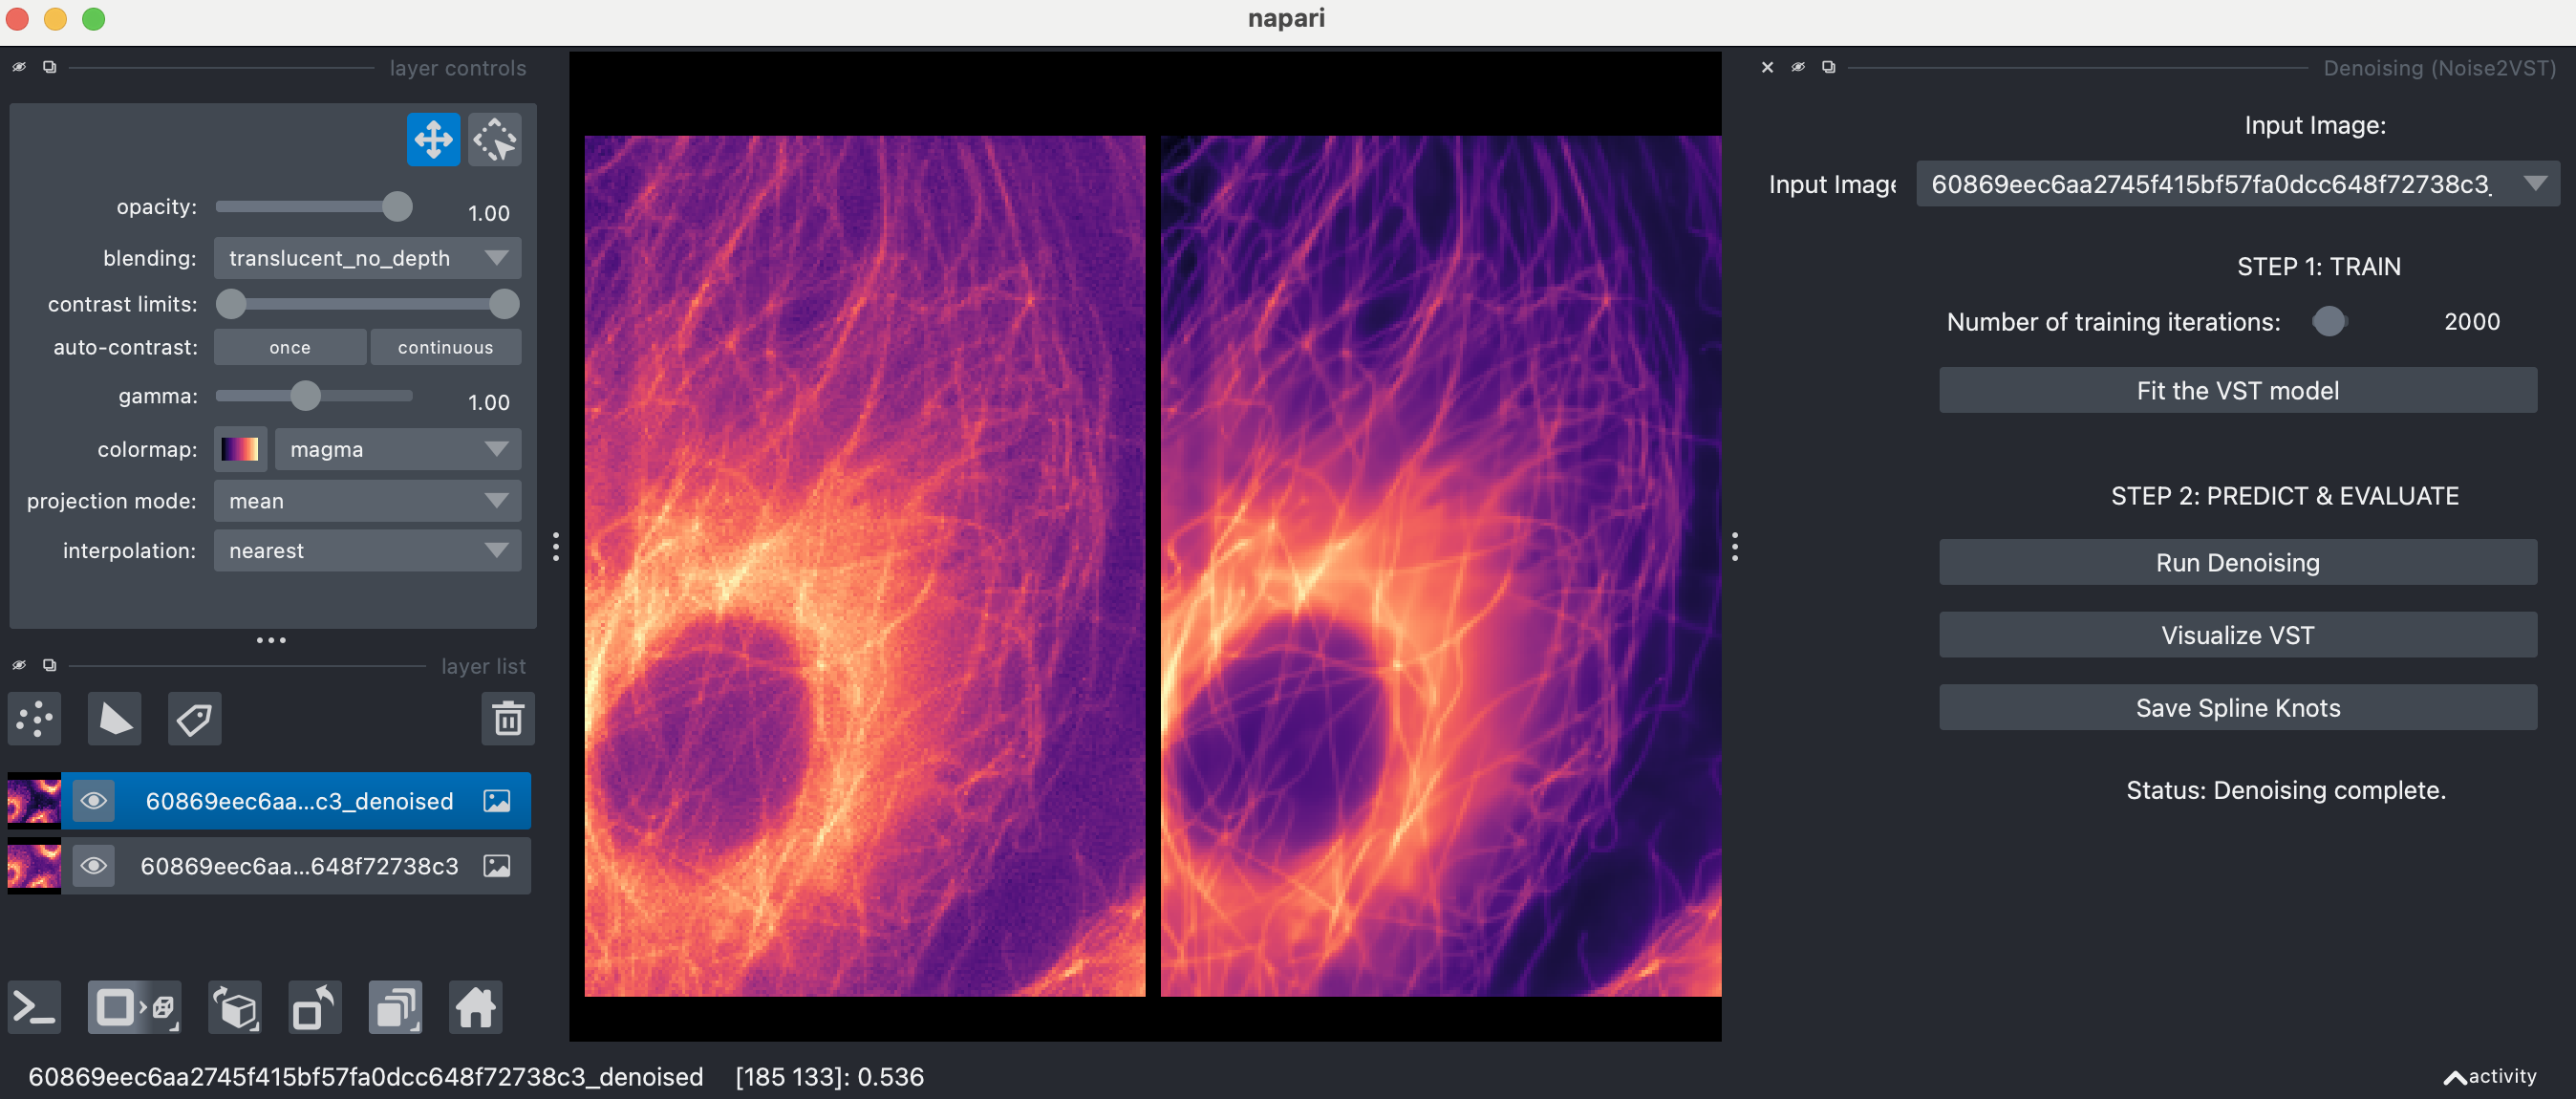 napari
layer controls
opacity: 1.00
blending: translucent_no_depth
contrast limits:
auto-contrast: once continuous
gamma: 1.00
colormap: magma
projection mode: mean
interpolation: nearest
layer list
60869eec6aa...c3_denoised
60869eec6aa...648f72738c3
Denoising (Noise2VST)
Input Image:
60869eec6aa2745f415bf57fa0dcc648f72738c3
STEP 1: TRAIN
Number of training iterations: 2000
Fit the VST model
STEP 2: PREDICT & EVALUATE
Run Denoising
Visualize VST
Save Spline Knots
Status: Denoising complete.
60869eec6aa2745f415bf57fa0dcc648f72738c3_denoised [185 133]: 0.536
activity